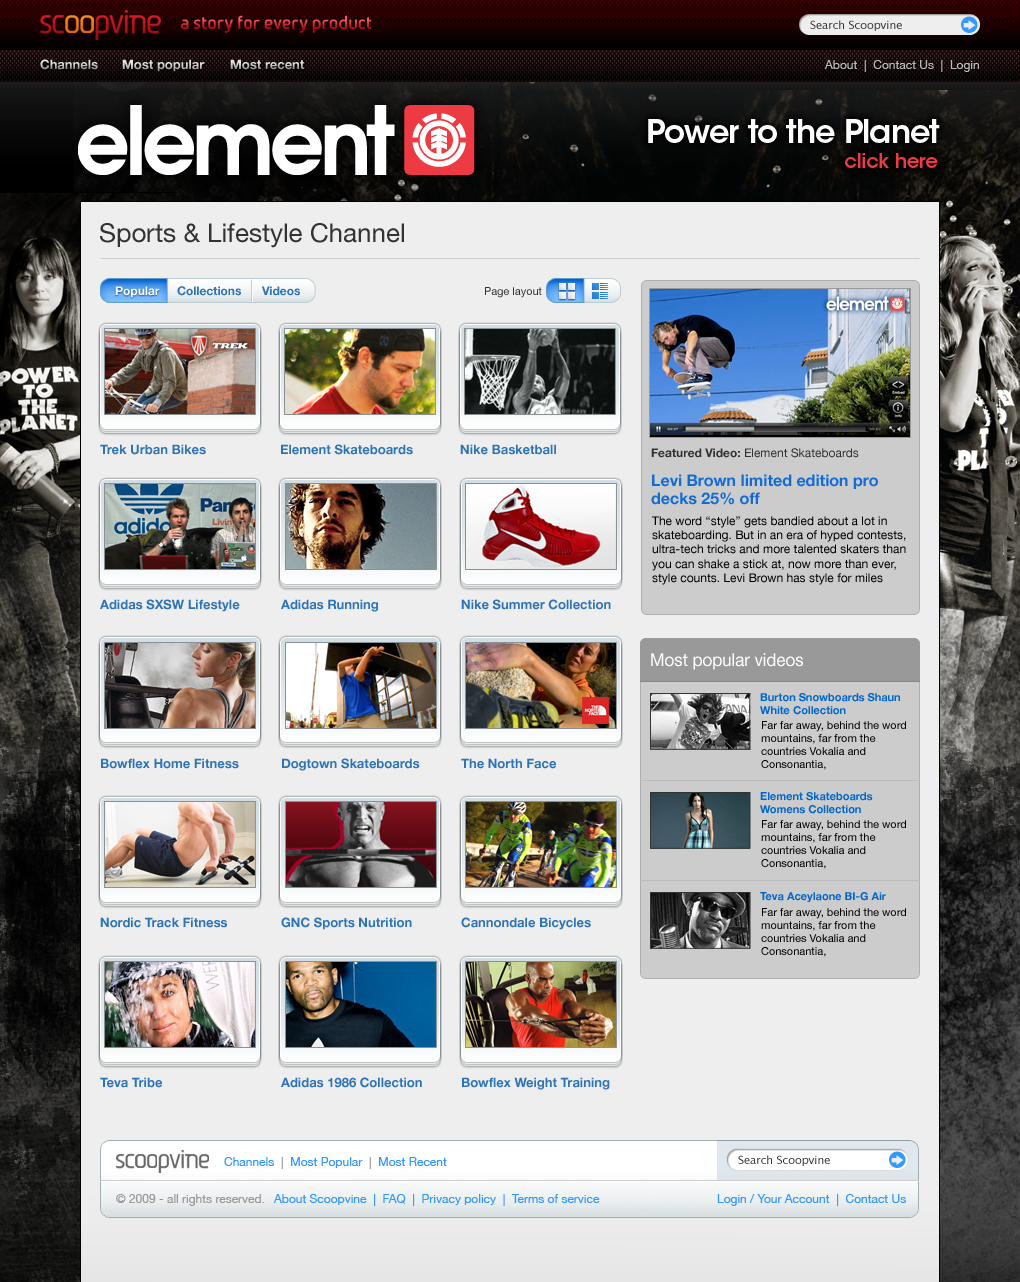 scoopvine a story for every product
Search Scoopvine
Channels Most popular Most recent
About | Contact Us | Login
element
Power to the Planet
click here
POWER
TO
THE
PLANET
Sports & Lifestyle Channel
Popular Collections Videos
Page layout
TREK
Trek Urban Bikes
Element Skateboards
Nike Basketball
adidas
Adidas SXSW Lifestyle
Adidas Running
Nike Summer Collection
THE NORTH FACE
Bowflex Home Fitness
Dogtown Skateboards
The North Face
Nordic Track Fitness
GNC Sports Nutrition
Cannondale Bicycles
Teva Tribe
Adidas 1986 Collection
Bowflex Weight Training
element
Embed
Info
Featured Video: Element Skateboards
Levi Brown limited edition pro
decks 25% off
The word “style” gets bandied about a lot in
skateboarding. But in an era of hyped contests,
ultra-tech tricks and more talented skaters than
you can shake a stick at, now more than ever,
style counts. Levi Brown has style for miles
Most popular videos
Burton Snowboards Shaun
White Collection
Far far away, behind the word
mountains, far from the
countries Vokalia and
Consonantia,
Element Skateboards
Womens Collection
Far far away, behind the word
mountains, far from the
countries Vokalia and
Consonantia,
Teva Aceylaone BI-G Air
Far far away, behind the word
mountains, far from the
countries Vokalia and
Consonantia,
scoopvine Channels | Most Popular | Most Recent
Search Scoopvine
© 2009 - all rights reserved. About Scoopvine | FAQ | Privacy policy | Terms of service
Login / Your Account | Contact Us